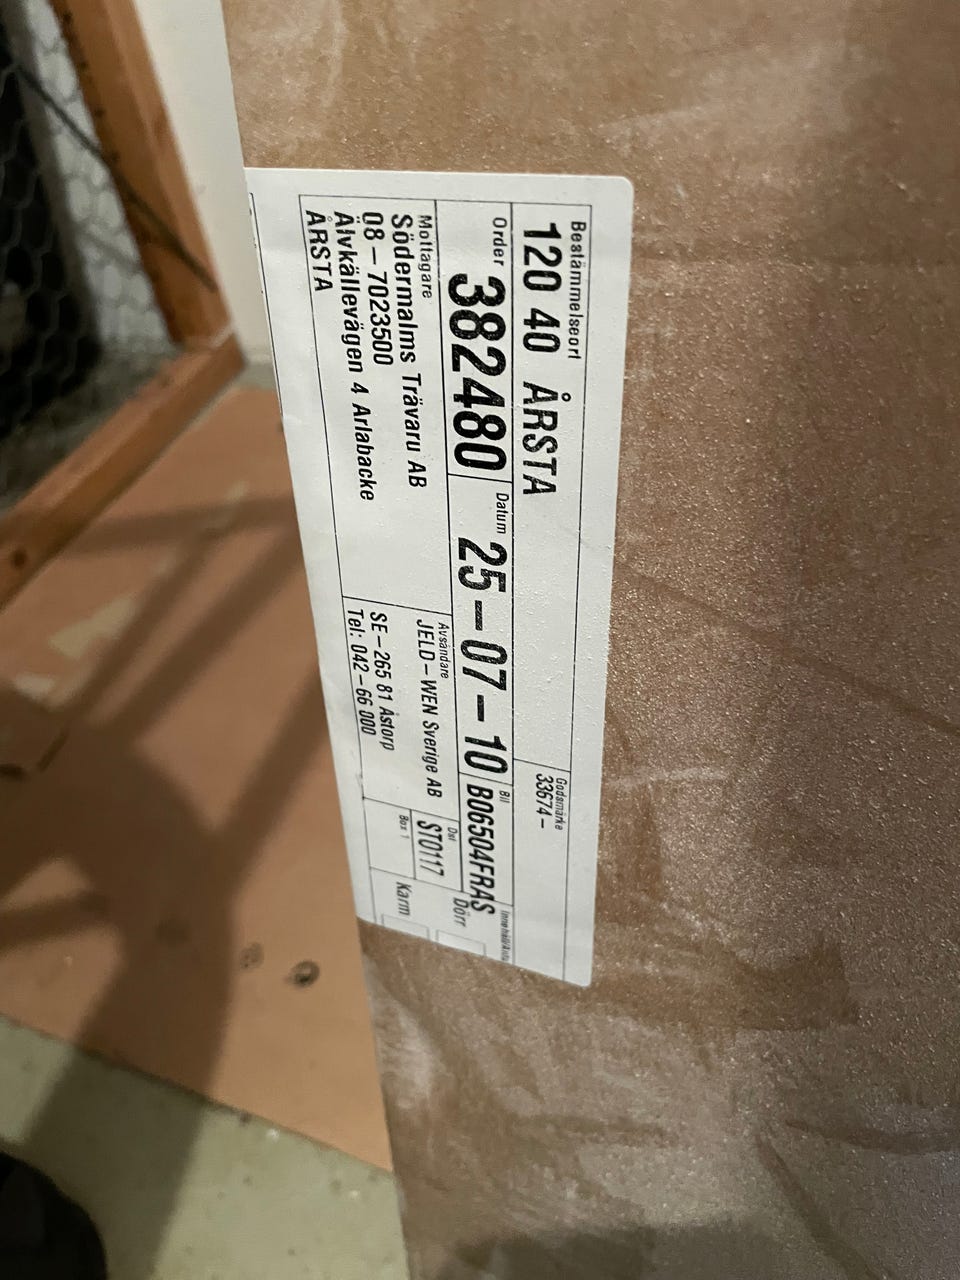 Bestämmelseort
120 40 ÅRSTA
Godsmärke
33674-
Order 382480
Datum 25-07-10
Bil B06504FRAS
Mottagare
Södermalms Trävaru AB
08-7023500
Älvkällevägen 4 Arlabacke
ÅRSTA
Avsändare
JELD-WEN Sverige AB
SE-265 81 Åstorp
Tel: 042-66 000
Del
ST0117
Box 1
Dörr
Karm